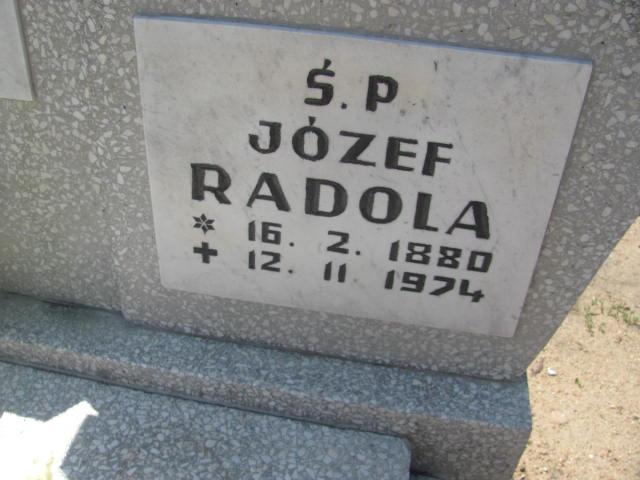 Ś.P
JÓZEF
RADOLA
* 16. 2. 1880
+ 12. 11 1974